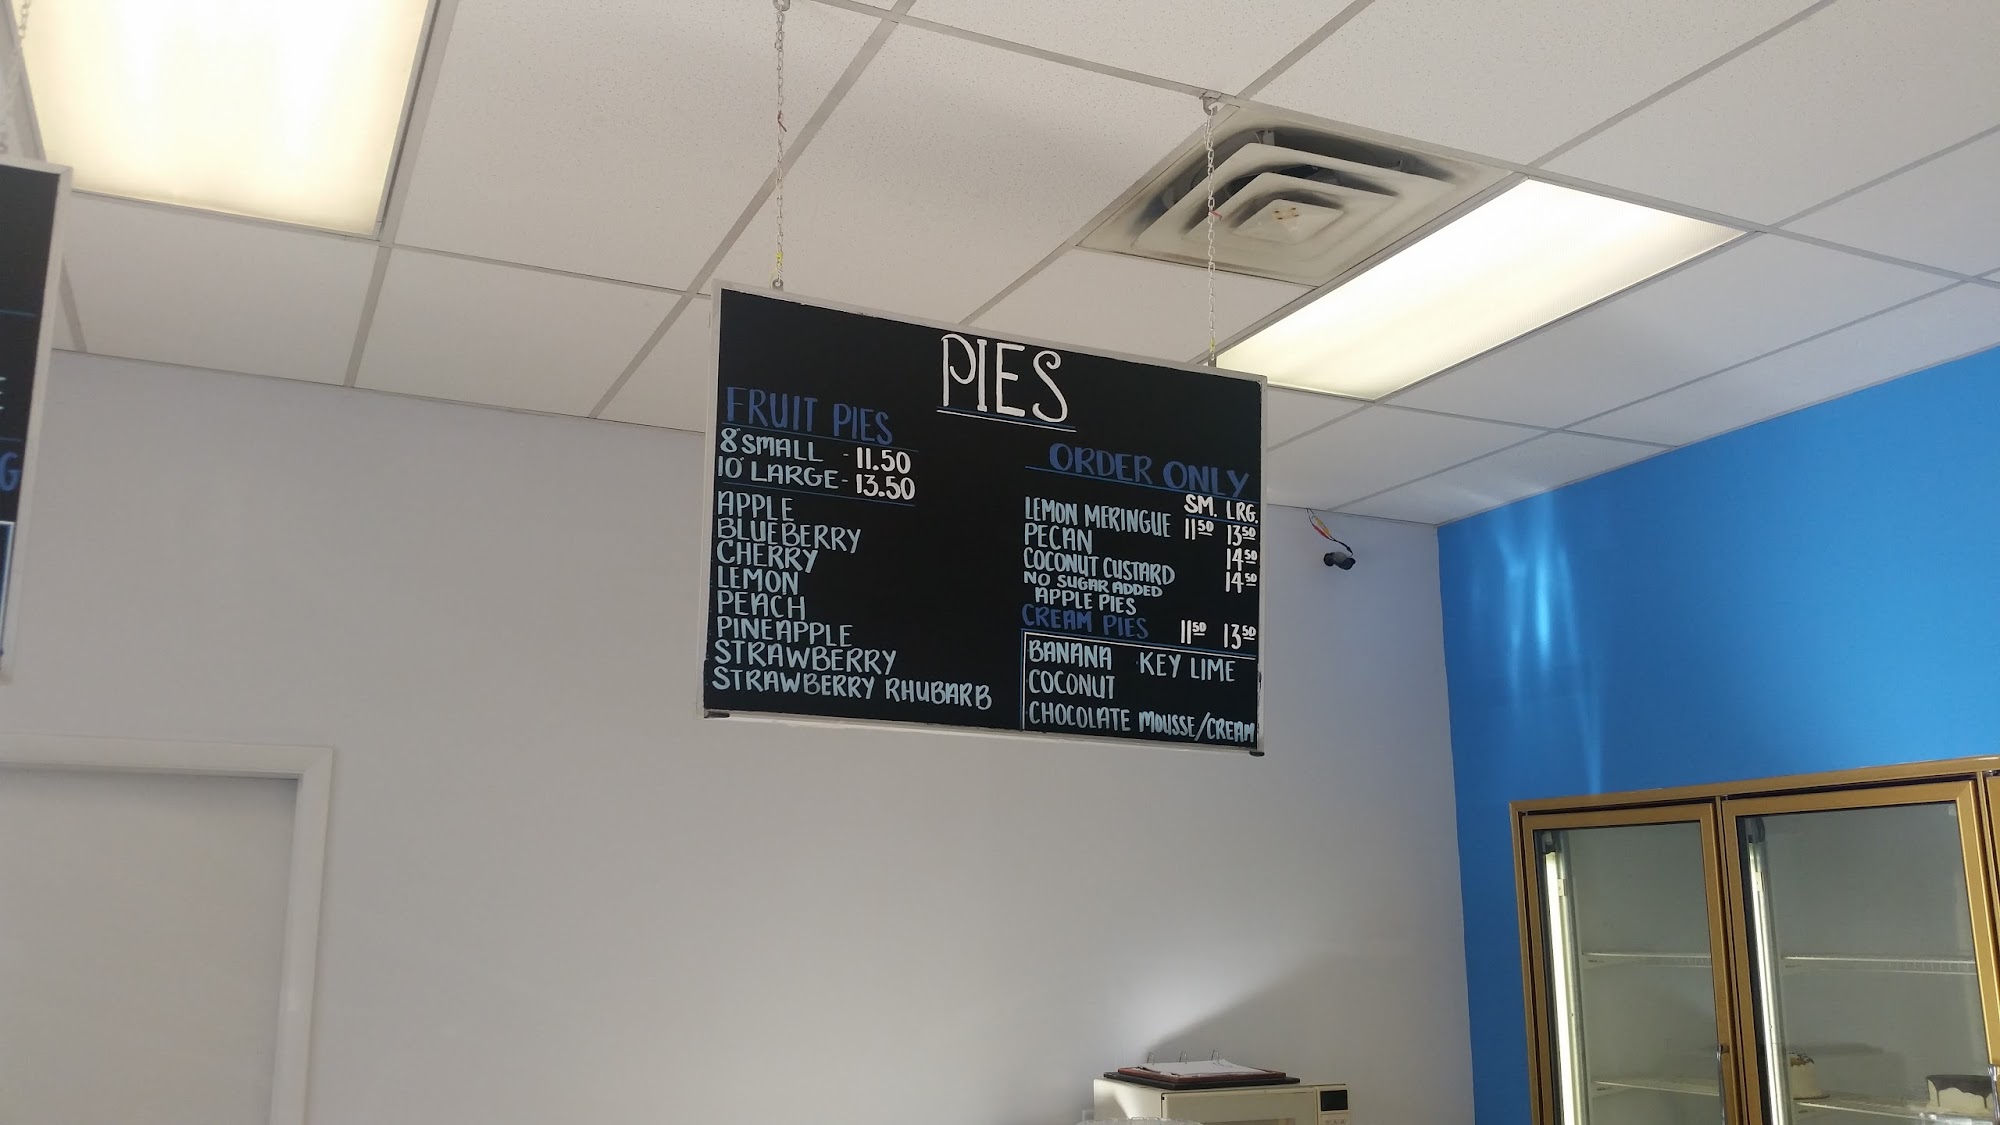 PIES
FRUIT PIES
8" SMALL - 11.50
10" LARGE - 13.50
APPLE
BLUEBERRY
CHERRY
LEMON
PEACH
PINEAPPLE
STRAWBERRY
STRAWBERRY RHUBARB
ORDER ONLY
SM. LRG.
LEMON MERINGUE 11 50 13 50
PECAN 14 50
COCONUT CUSTARD 14 50
NO SUGAR ADDED
APPLE PIES
CREAM PIES 11 50 13 50
BANANA KEY LIME
COCONUT
CHOCOLATE MOUSSE/CREAM